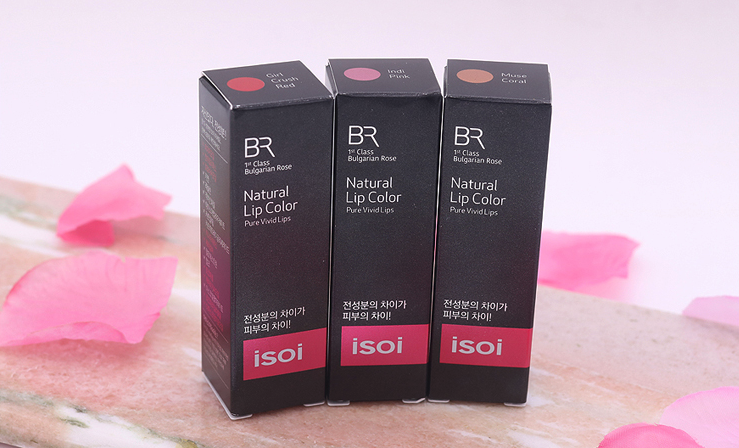 Girl
Crush
Red
BR
1st Class
Bulgarian Rose
Natural
Lip Color
Pure Vivid Lips
전성분의 차이가
피부의 차이!
isoi
Indi
Pink
BR
1st Class
Bulgarian Rose
Natural
Lip Color
Pure Vivid Lips
전성분의 차이가
피부의 차이!
isoi
Muse
Coral
BR
1st Class
Bulgarian Rose
Natural
Lip Color
Pure Vivid Lips
전성분의 차이가
피부의 차이!
isoi